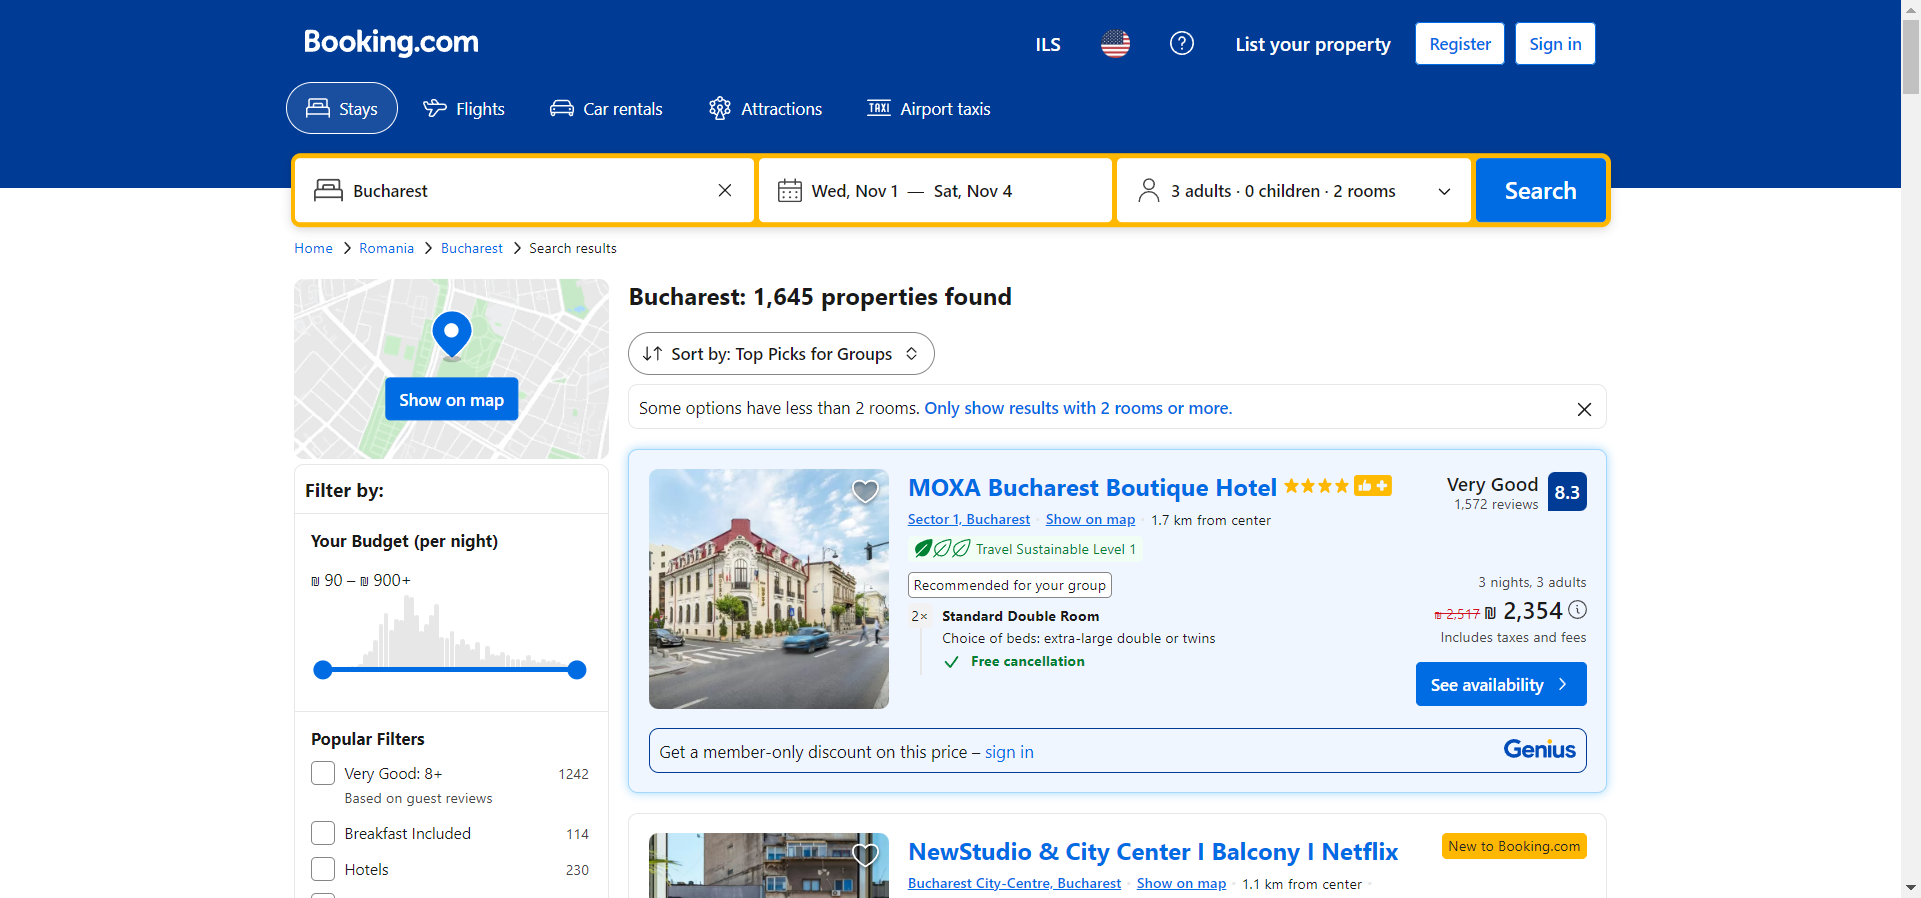 Booking.com
ILS
List your property
Register
Sign in
Stays
Flights
Car rentals
Attractions
TAXI
Airport taxis
Bucharest
Wed, Nov 1 — Sat, Nov 4
3 adults · 0 children · 2 rooms
Search
Home
Romania
Bucharest
Search results
Show on map
Filter by:
Your Budget (per night)
₪ 90 – ₪ 900+
Popular Filters
Very Good: 8+ 1242
Based on guest reviews
Breakfast Included 114
Hotels 230
Bucharest: 1,645 properties found
Sort by: Top Picks for Groups
Some options have less than 2 rooms. Only show results with 2 rooms or more.
MOXA Bucharest Boutique Hotel
Sector 1, Bucharest · Show on map · 1.7 km from center
Travel Sustainable Level 1
Recommended for your group
2× Standard Double Room
Choice of beds: extra-large double or twins
Free cancellation
Very Good 8.3
1,572 reviews
3 nights, 3 adults
₪ 2,517 ₪ 2,354
Includes taxes and fees
See availability
Get a member-only discount on this price – sign in
Genius
NewStudio & City Center I Balcony I Netflix
New to Booking.com
Bucharest City-Centre, Bucharest · Show on map · 1.1 km from center ·